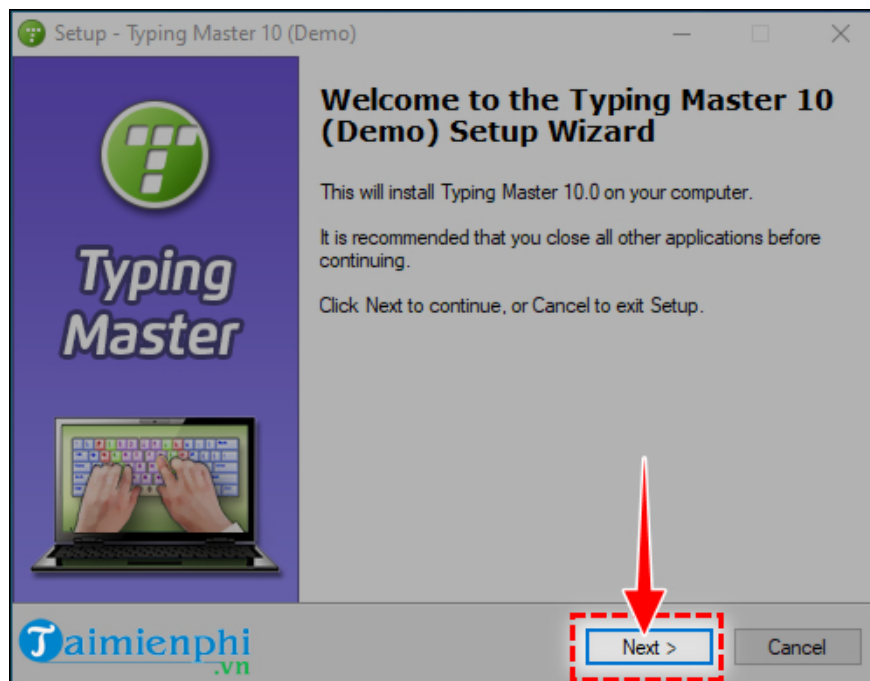 Setup - Typing Master 10 (Demo)
Welcome to the Typing Master 10
(Demo) Setup Wizard
This will install Typing Master 10.0 on your computer.
It is recommended that you close all other applications before
continuing.
Click Next to continue, or Cancel to exit Setup.
Typing
Master
Taimienphi
.vn
Next >
Cancel